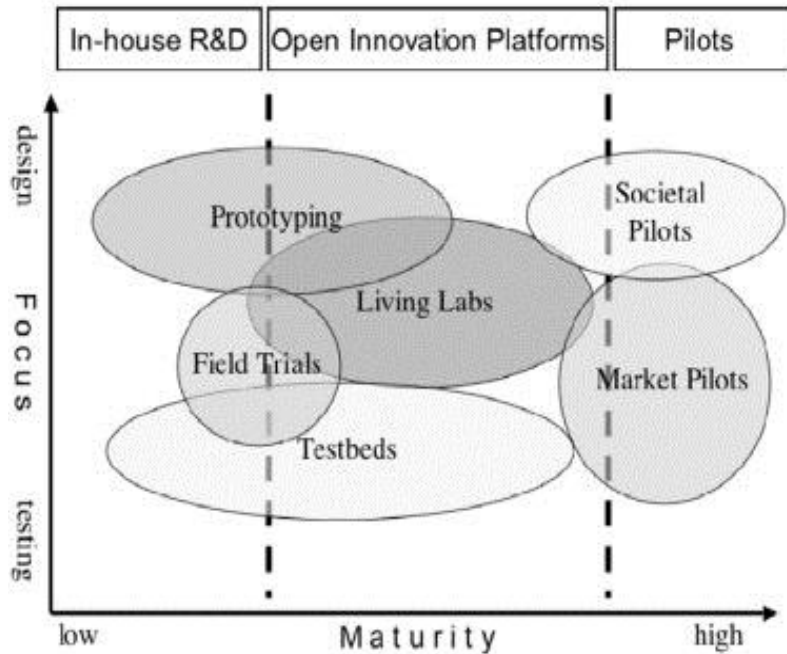 In-house R&D
Open Innovation Platforms
Pilots
design
Focus
testing
Prototyping
Societal
Pilots
Living Labs
Field Trials
Market Pilots
Testbeds
low
Maturity
high